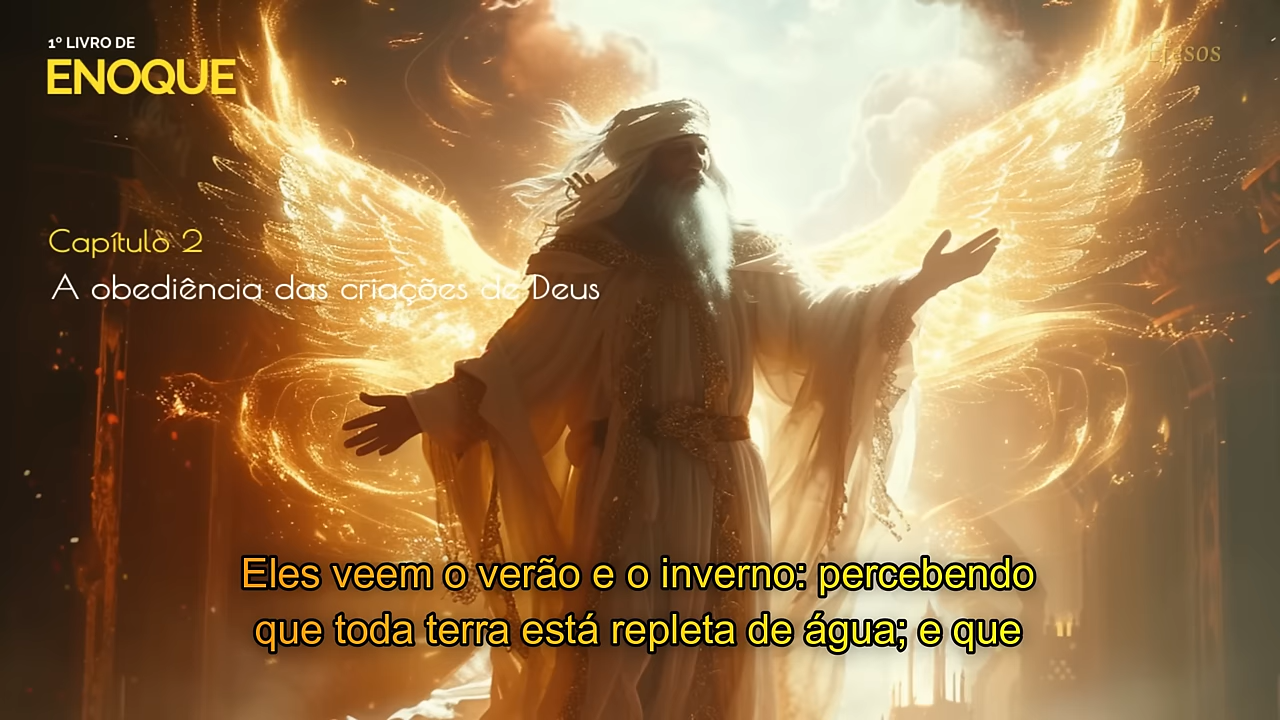 1º LIVRO DE
ENOQUE
Efesos
Capítulo 2
A obediência das criações de Deus
Eles veem o verão e o inverno: percebendo
que toda terra está repleta de água; e que